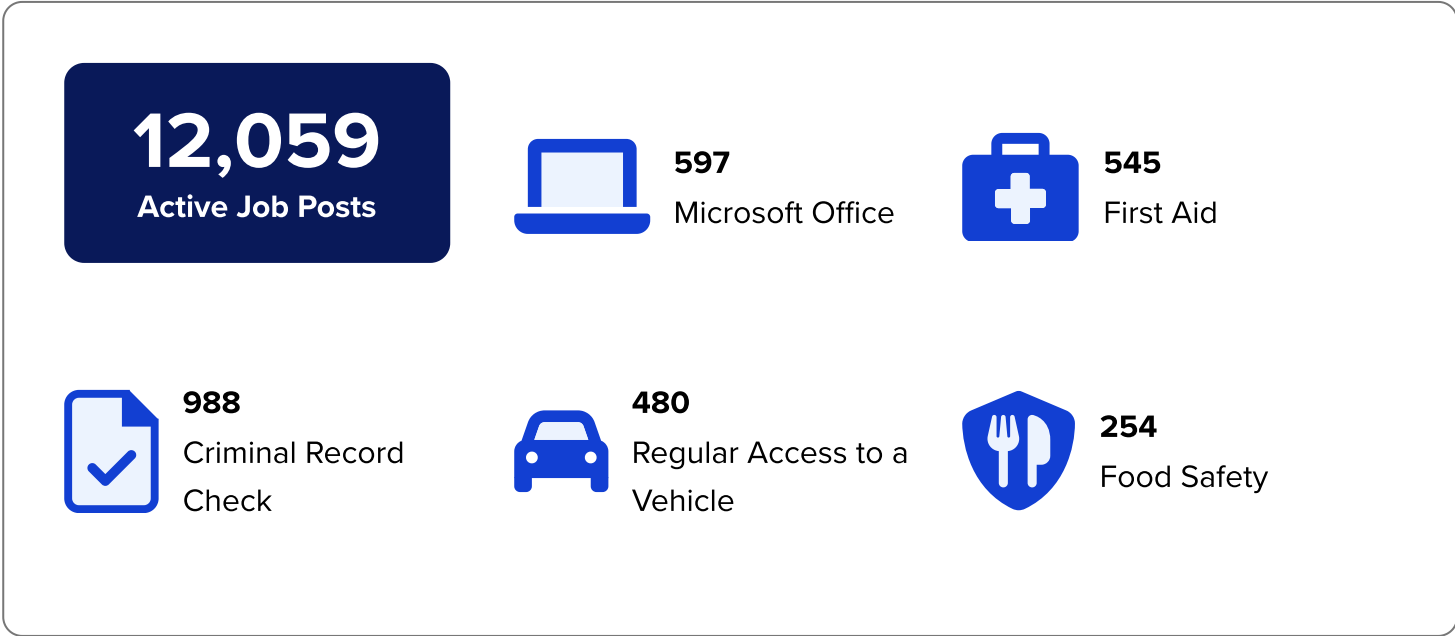 12,059
Active Job Posts
597
Microsoft Office
545
First Aid
988
Criminal Record
Check
480
Regular Access to a
Vehicle
254
Food Safety